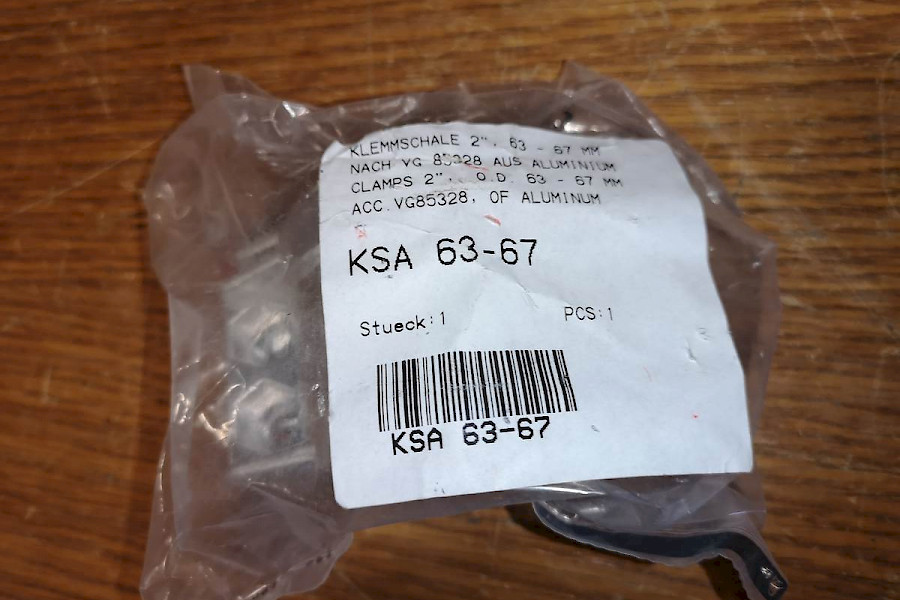 KLEMMSCHALE 2", 63 - 67 MM
NACH VG 85328 AUS ALUMINIUM
CLAMPS 2", O.D. 63 - 67 MM
ACC.VG85328, OF ALUMINUM
KSA 63-67
Stueck:1 PCS:1
KSA 63-67